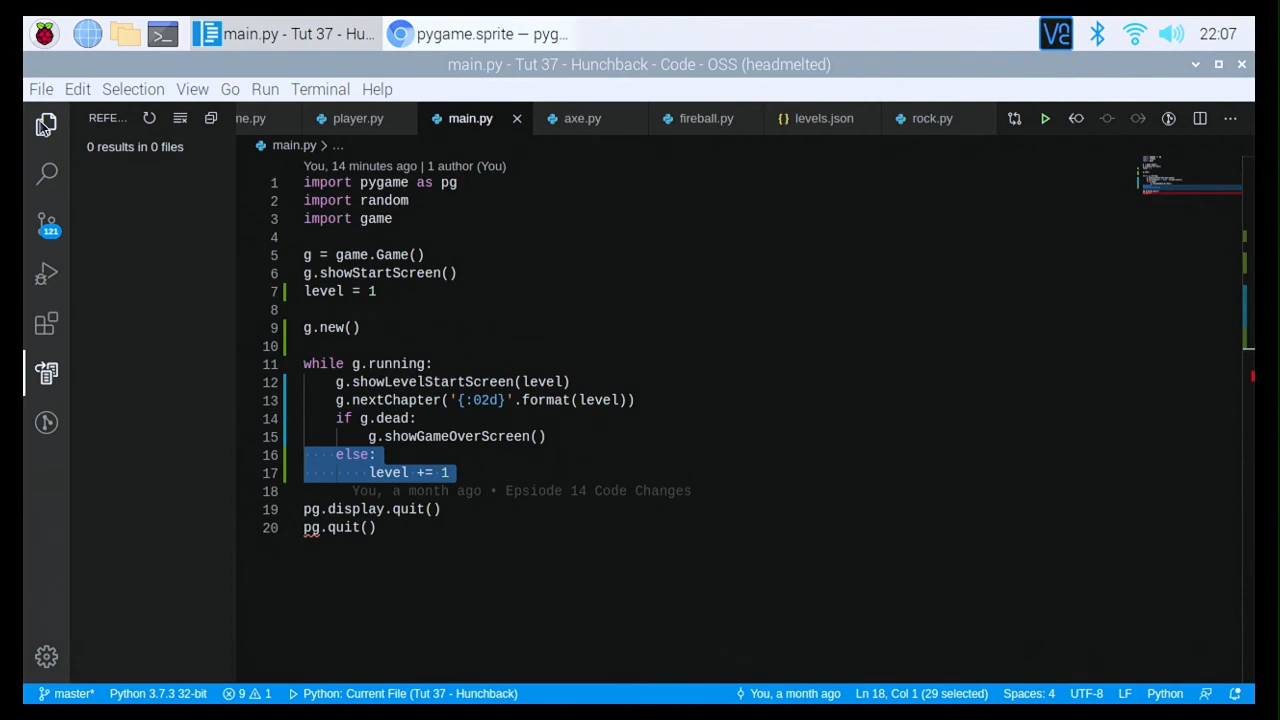 main.py - Tut 37 - Hu...
pygame.sprite — pyg...
22:07
main.py - Tut 37 - Hunchback - Code - OSS (headmelted)
File Edit Selection View Go Run Terminal Help
REFE...
me.py
player.py
main.py
axe.py
fireball.py
{} levels.json
rock.py
0 results in 0 files
main.py > ...
You, 14 minutes ago | 1 author (You)
1 import pygame as pg
2 import random
3 import game
4
5 g = game.Game()
6 g.showStartScreen()
7 level = 1
8
9 g.new()
10
11 while g.running:
12 g.showLevelStartScreen(level)
13 g.nextChapter('{:02d}'.format(level))
14 if g.dead:
15 g.showGameOverScreen()
16 else:
17 level += 1
18 You, a month ago • Epsiode 14 Code Changes
19 pg.display.quit()
20 pg.quit()
121
master* Python 3.7.3 32-bit 9 1 Python: Current File (Tut 37 - Hunchback) You, a month ago Ln 18, Col 1 (29 selected) Spaces: 4 UTF-8 LF Python